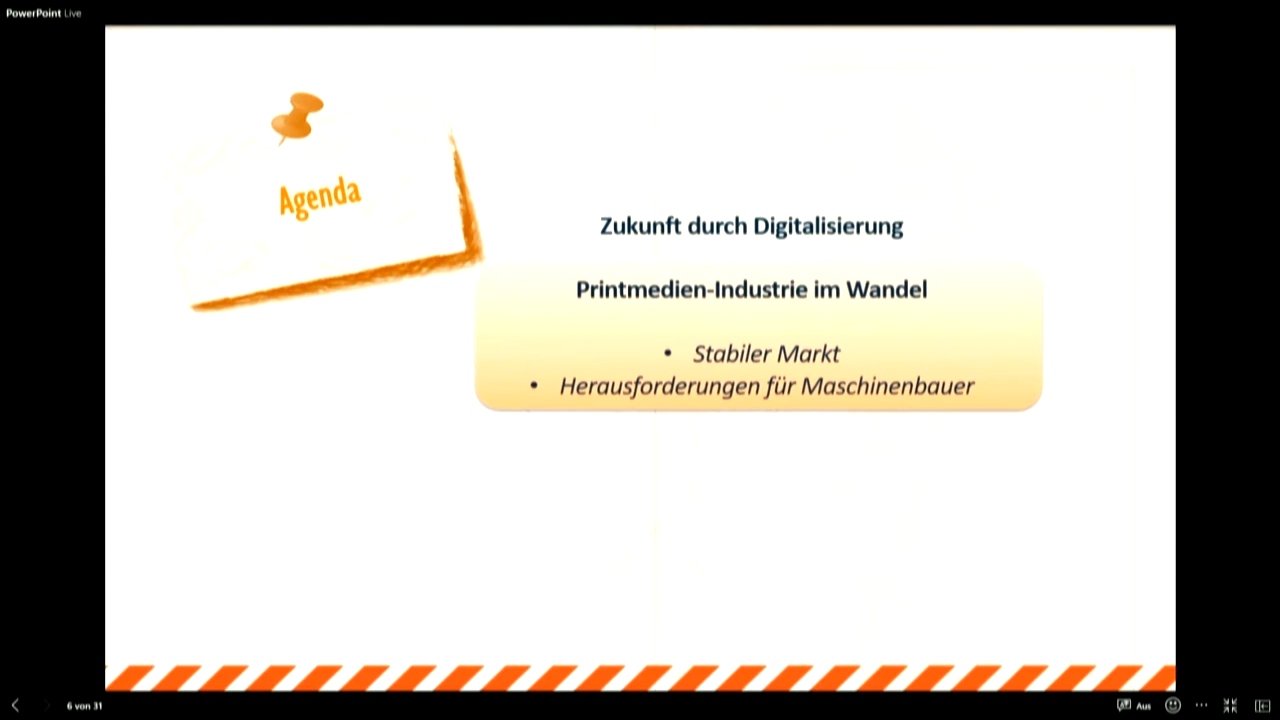 PowerPoint Live
Agenda
Zukunft durch Digitalisierung
Printmedien-Industrie im Wandel
• Stabiler Markt
• Herausforderungen für Maschinenbauer
6 von 31
Aus